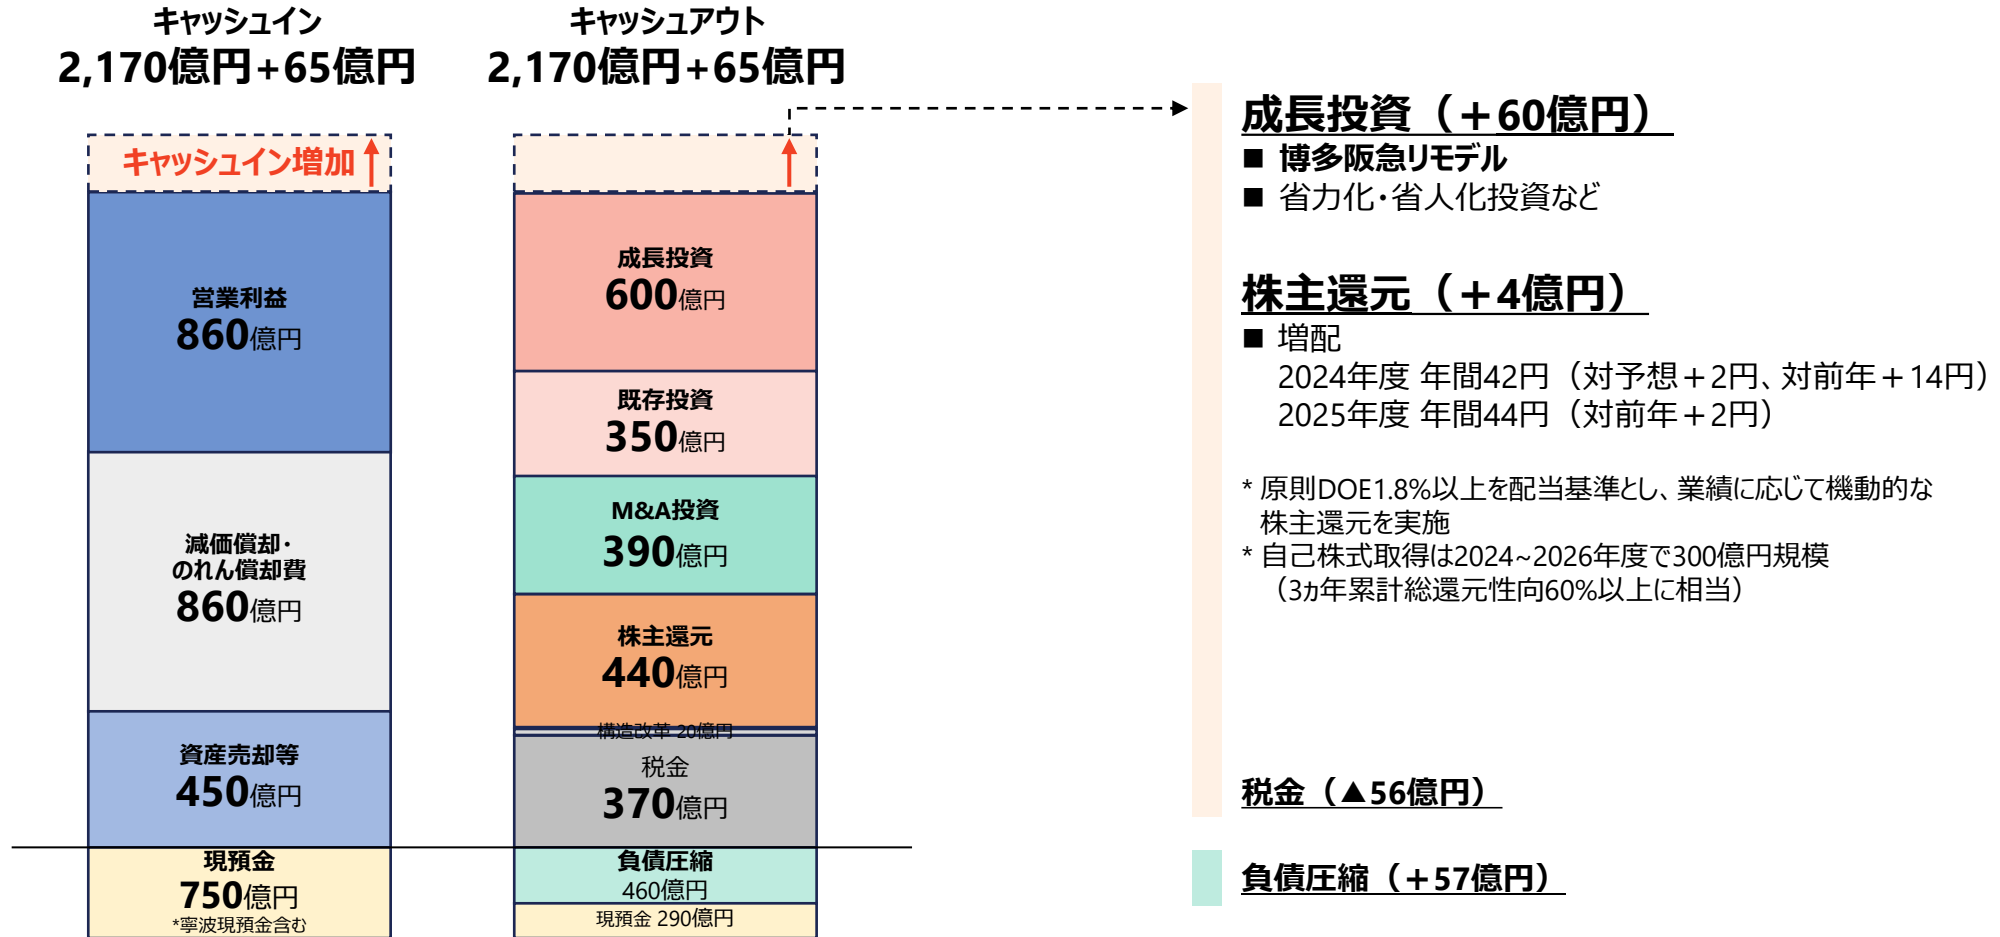 キャッシュイン
2,170億円+65億円
キャッシュイン増加
営業利益
860億円
減価償却・
のれん償却費
860億円
資産売却等
450億円
現預金
750億円
*寧波現預金含む
キャッシュアウト
2,170億円+65億円
成長投資
600億円
既存投資
350億円
M&A投資
390億円
株主還元
440億円
構造改革 20億円
税金
370億円
負債圧縮
460億円
現預金 290億円
成長投資（＋60億円）
■ 博多阪急リモデル
■ 省力化・省人化投資など
株主還元（＋4億円）
■ 増配
2024年度 年間42円（対予想＋2円、対前年＋14円）
2025年度 年間44円（対前年＋2円）
* 原則DOE1.8%以上を配当基準とし、業績に応じて機動的な
株主還元を実施
* 自己株式取得は2024~2026年度で300億円規模
（3ヵ年累計総還元性向60%以上に相当）
税金（▲56億円）
負債圧縮（＋57億円）